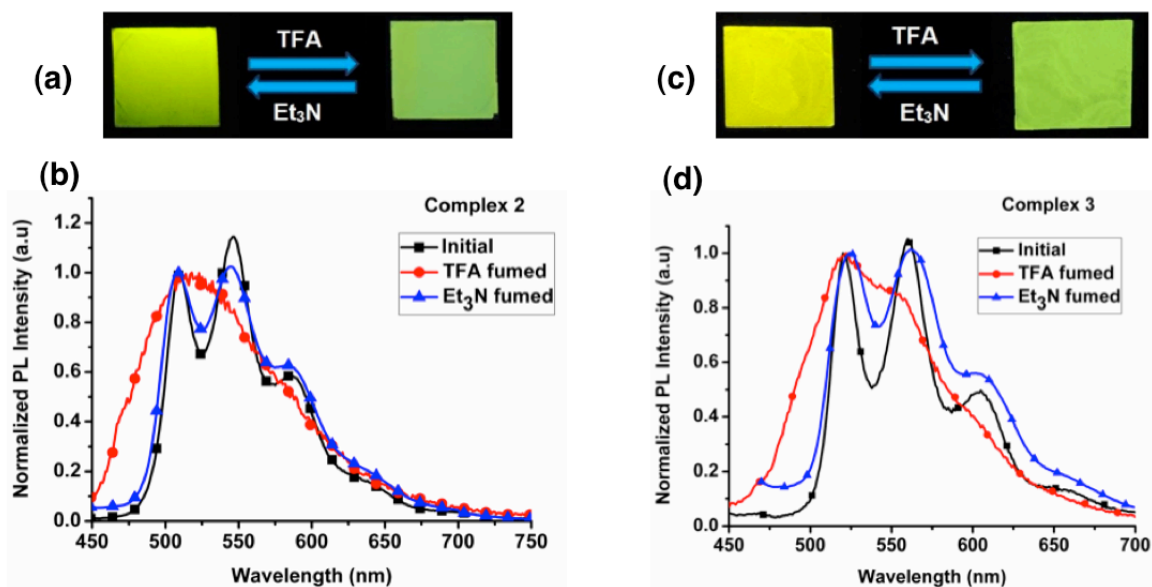 (a)
TFA
Et₃N
(c)
TFA
Et₃N
(b)
Complex 2
Initial
TFA fumed
Et₃N fumed
Normalized PL Intensity (a.u)
1.2
1.0
0.8
0.6
0.4
0.2
0.0
450 500 550 600 650 700 750
Wavelength (nm)
(d)
Complex 3
Initial
TFA fumed
Et₃N fumed
Normalized PL Intensity (a.u)
1.0
0.8
0.6
0.4
0.2
0.0
450 500 550 600 650 700
Wavelength (nm)